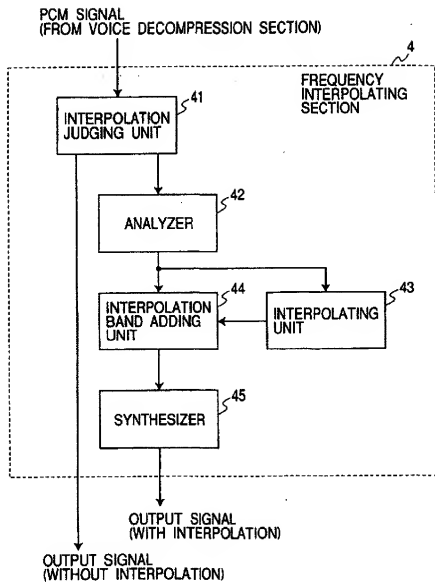 PCM SIGNAL
(FROM VOICE DECOMPRESSION SECTION)
4
FREQUENCY
INTERPOLATING
SECTION
41
INTERPOLATION
JUDGING UNIT
42
ANALYZER
44
INTERPOLATION
BAND ADDING
UNIT
43
INTERPOLATING
UNIT
45
SYNTHESIZER
OUTPUT SIGNAL
(WITH INTERPOLATION)
OUTPUT SIGNAL
(WITHOUT INTERPOLATION)